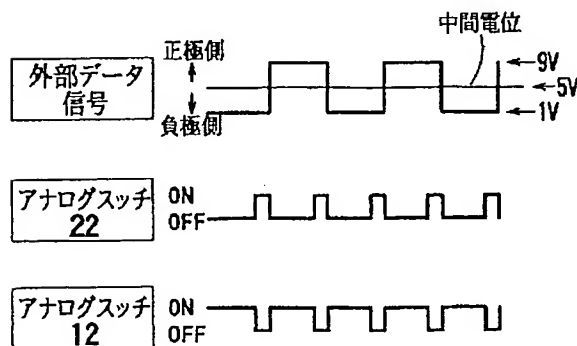 中間電位
正極側
外部データ
信号
9V
5V
1V
負極側
アナログスッチ
22
ON
OFF
アナログスッチ
12
ON
OFF